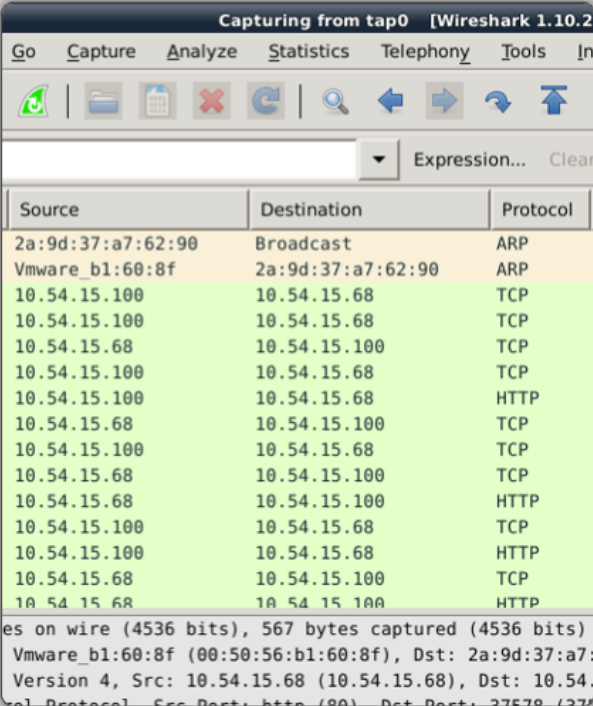 Capturing from tap0 [Wireshark 1.10.2
Go Capture Analyze Statistics Telephony Tools In
Expression... Clear
Source Destination Protocol
2a:9d:37:a7:62:90 Broadcast ARP
Vmware_b1:60:8f 2a:9d:37:a7:62:90 ARP
10.54.15.100 10.54.15.68 TCP
10.54.15.100 10.54.15.68 TCP
10.54.15.68 10.54.15.100 TCP
10.54.15.100 10.54.15.68 TCP
10.54.15.100 10.54.15.68 HTTP
10.54.15.68 10.54.15.100 TCP
10.54.15.100 10.54.15.68 TCP
10.54.15.68 10.54.15.100 TCP
10.54.15.68 10.54.15.100 HTTP
10.54.15.100 10.54.15.68 TCP
10.54.15.100 10.54.15.68 HTTP
10.54.15.68 10.54.15.100 TCP
10.54.15.68 10.54.15.100 HTTP
es on wire (4536 bits), 567 bytes captured (4536 bits)
Vmware_b1:60:8f (00:50:56:b1:60:8f), Dst: 2a:9d:37:a7:
Version 4, Src: 10.54.15.68 (10.54.15.68), Dst: 10.54.
rol Protocol, Src Port: http (80), Dst Port: 37578